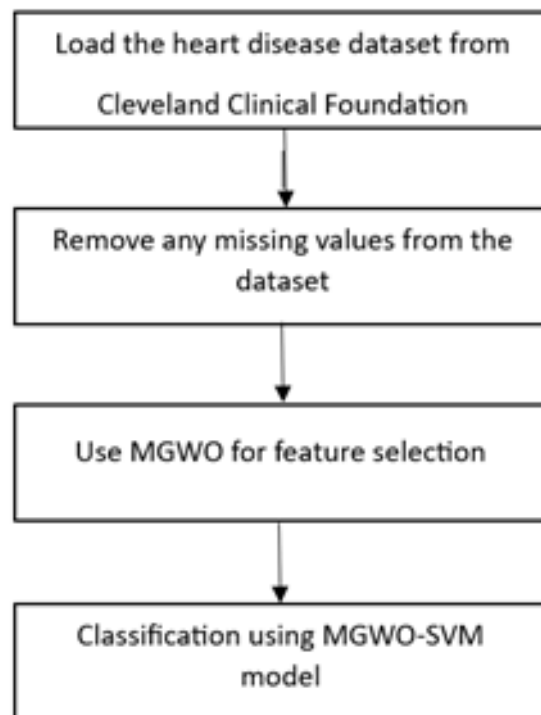 Load the heart disease dataset from
Cleveland Clinical Foundation
Remove any missing values from the
dataset
Use MGWO for feature selection
Classification using MGWO-SVM
model